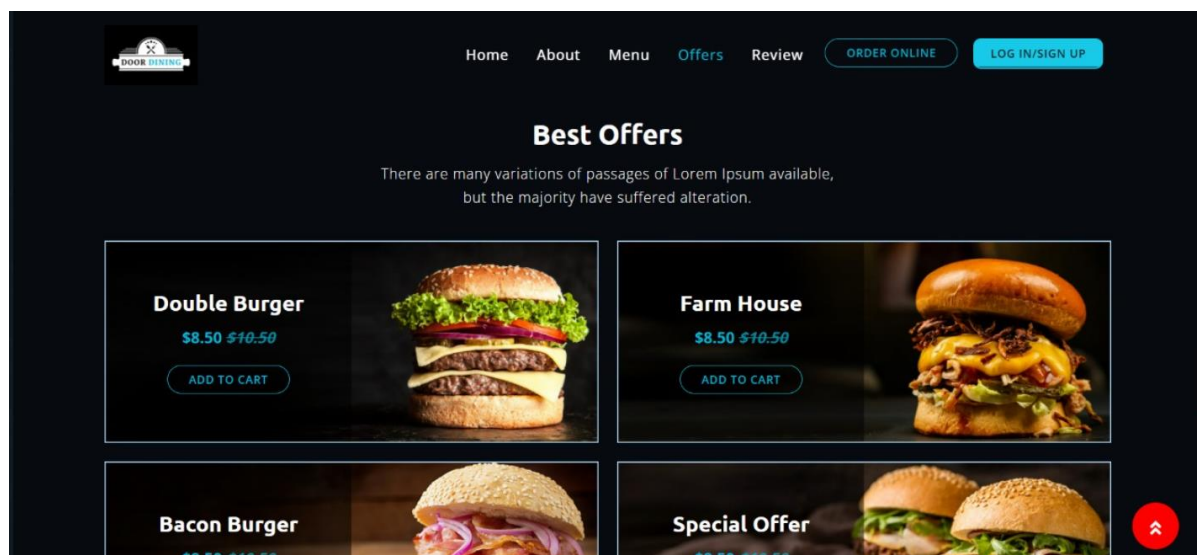 DOOR DINING
Home About Menu Offers Review ORDER ONLINE LOG IN/SIGN UP
Best Offers
There are many variations of passages of Lorem Ipsum available,
but the majority have suffered alteration.
Double Burger
$8.50 $10.50
ADD TO CART
Farm House
$8.50 $10.50
ADD TO CART
Bacon Burger
Special Offer